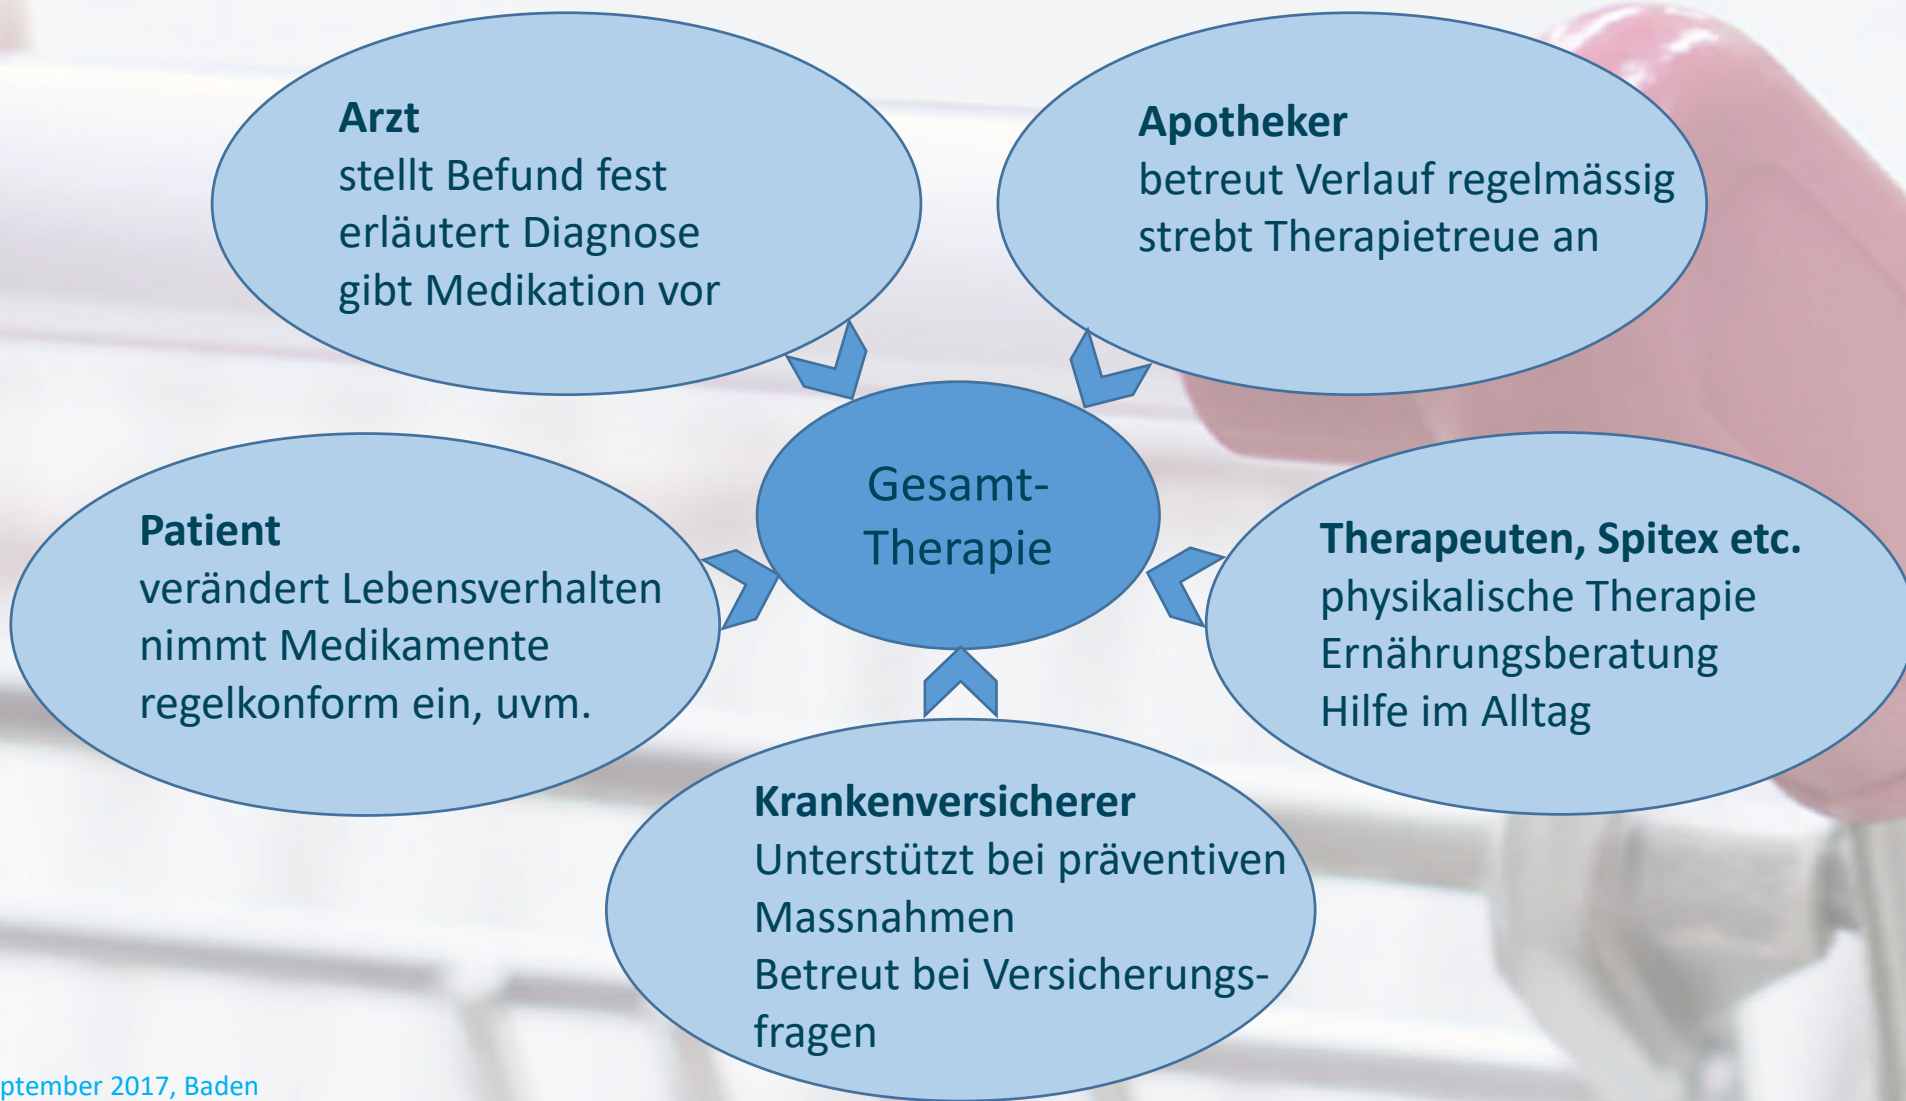 Arzt
stellt Befund fest
erläutert Diagnose
gibt Medikation vor
Apotheker
betreut Verlauf regelmässig
strebt Therapietreue an
Gesamt-
Therapie
Patient
verändert Lebensverhalten
nimmt Medikamente
regelkonform ein, uvm.
Therapeuten, Spitex etc.
physikalische Therapie
Ernährungsberatung
Hilfe im Alltag
Krankenversicherer
Unterstützt bei präventiven
Massnahmen
Betreut bei Versicherungs-
fragen
ptember 2017, Baden